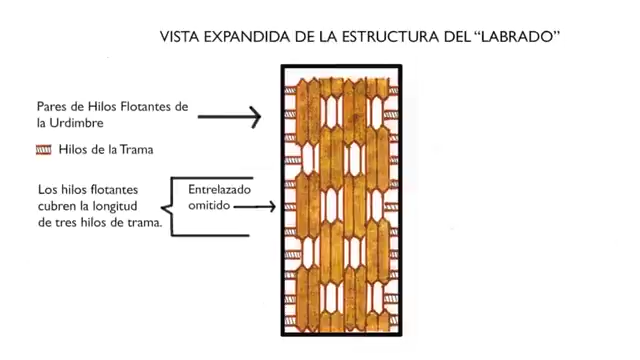 VISTA EXPANDIDA DE LA ESTRUCTURA DEL “LABRADO”
Pares de Hilos Flotantes de
la Urdimbre
Hilos de la Trama
Los hilos flotantes
cubren la longitud
de tres hilos de trama.
Entrelazado
omitido